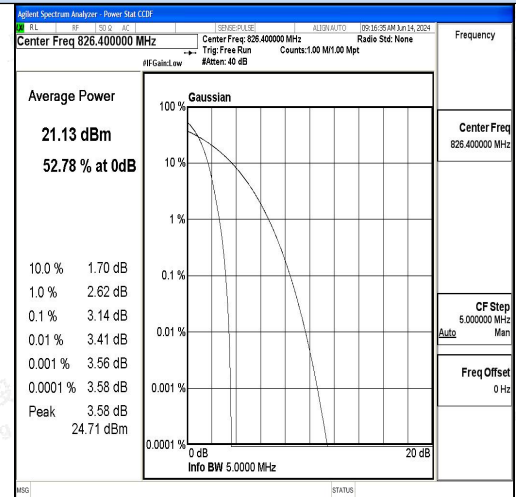 Agilent Spectrum Analyzer - Power Stat CCDF
RL RF 50 Ω AC SENSE:PULSE ALIGN AUTO 09:16:35 AM Jun 14, 2024
Center Freq 826.400000 MHz
Center Freq: 826.400000 MHz Radio Std: None
Trig: Free Run Counts:1.00 M/1.00 Mpt
#IFGain:Low #Atten: 40 dB
Frequency
Average Power
21.13 dBm
52.78 % at 0dB
10.0 % 1.70 dB
1.0 % 2.62 dB
0.1 % 3.14 dB
0.01 % 3.41 dB
0.001 % 3.56 dB
0.0001 % 3.58 dB
Peak 3.58 dB
24.71 dBm
Gaussian
100 %
10 %
1 %
0.1 %
0.01 %
0.001 %
0.0001 %
0 dB 20 dB
Info BW 5.0000 MHz
Center Freq
826.400000 MHz
CF Step
5.000000 MHz
Auto Man
Freq Offset
0 Hz
MSG STATUS